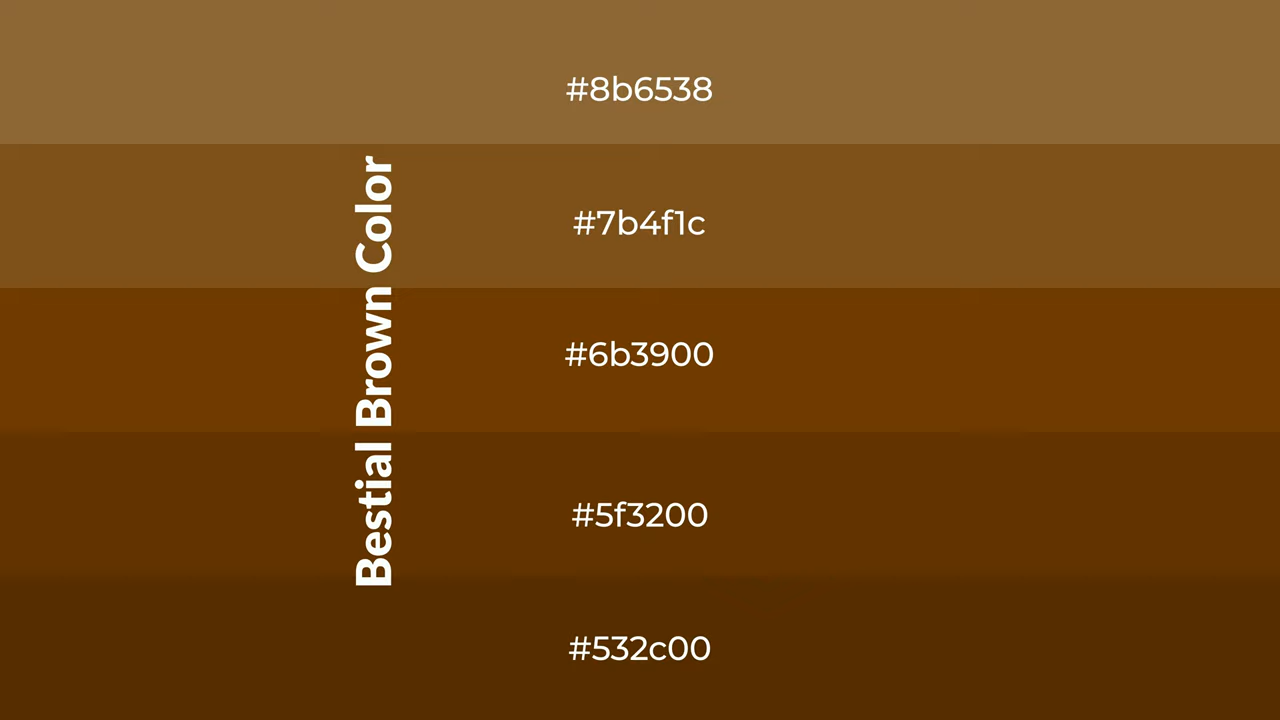 Bestial Brown Color
#8b6538
#7b4f1c
#6b3900
#5f3200
#532c00